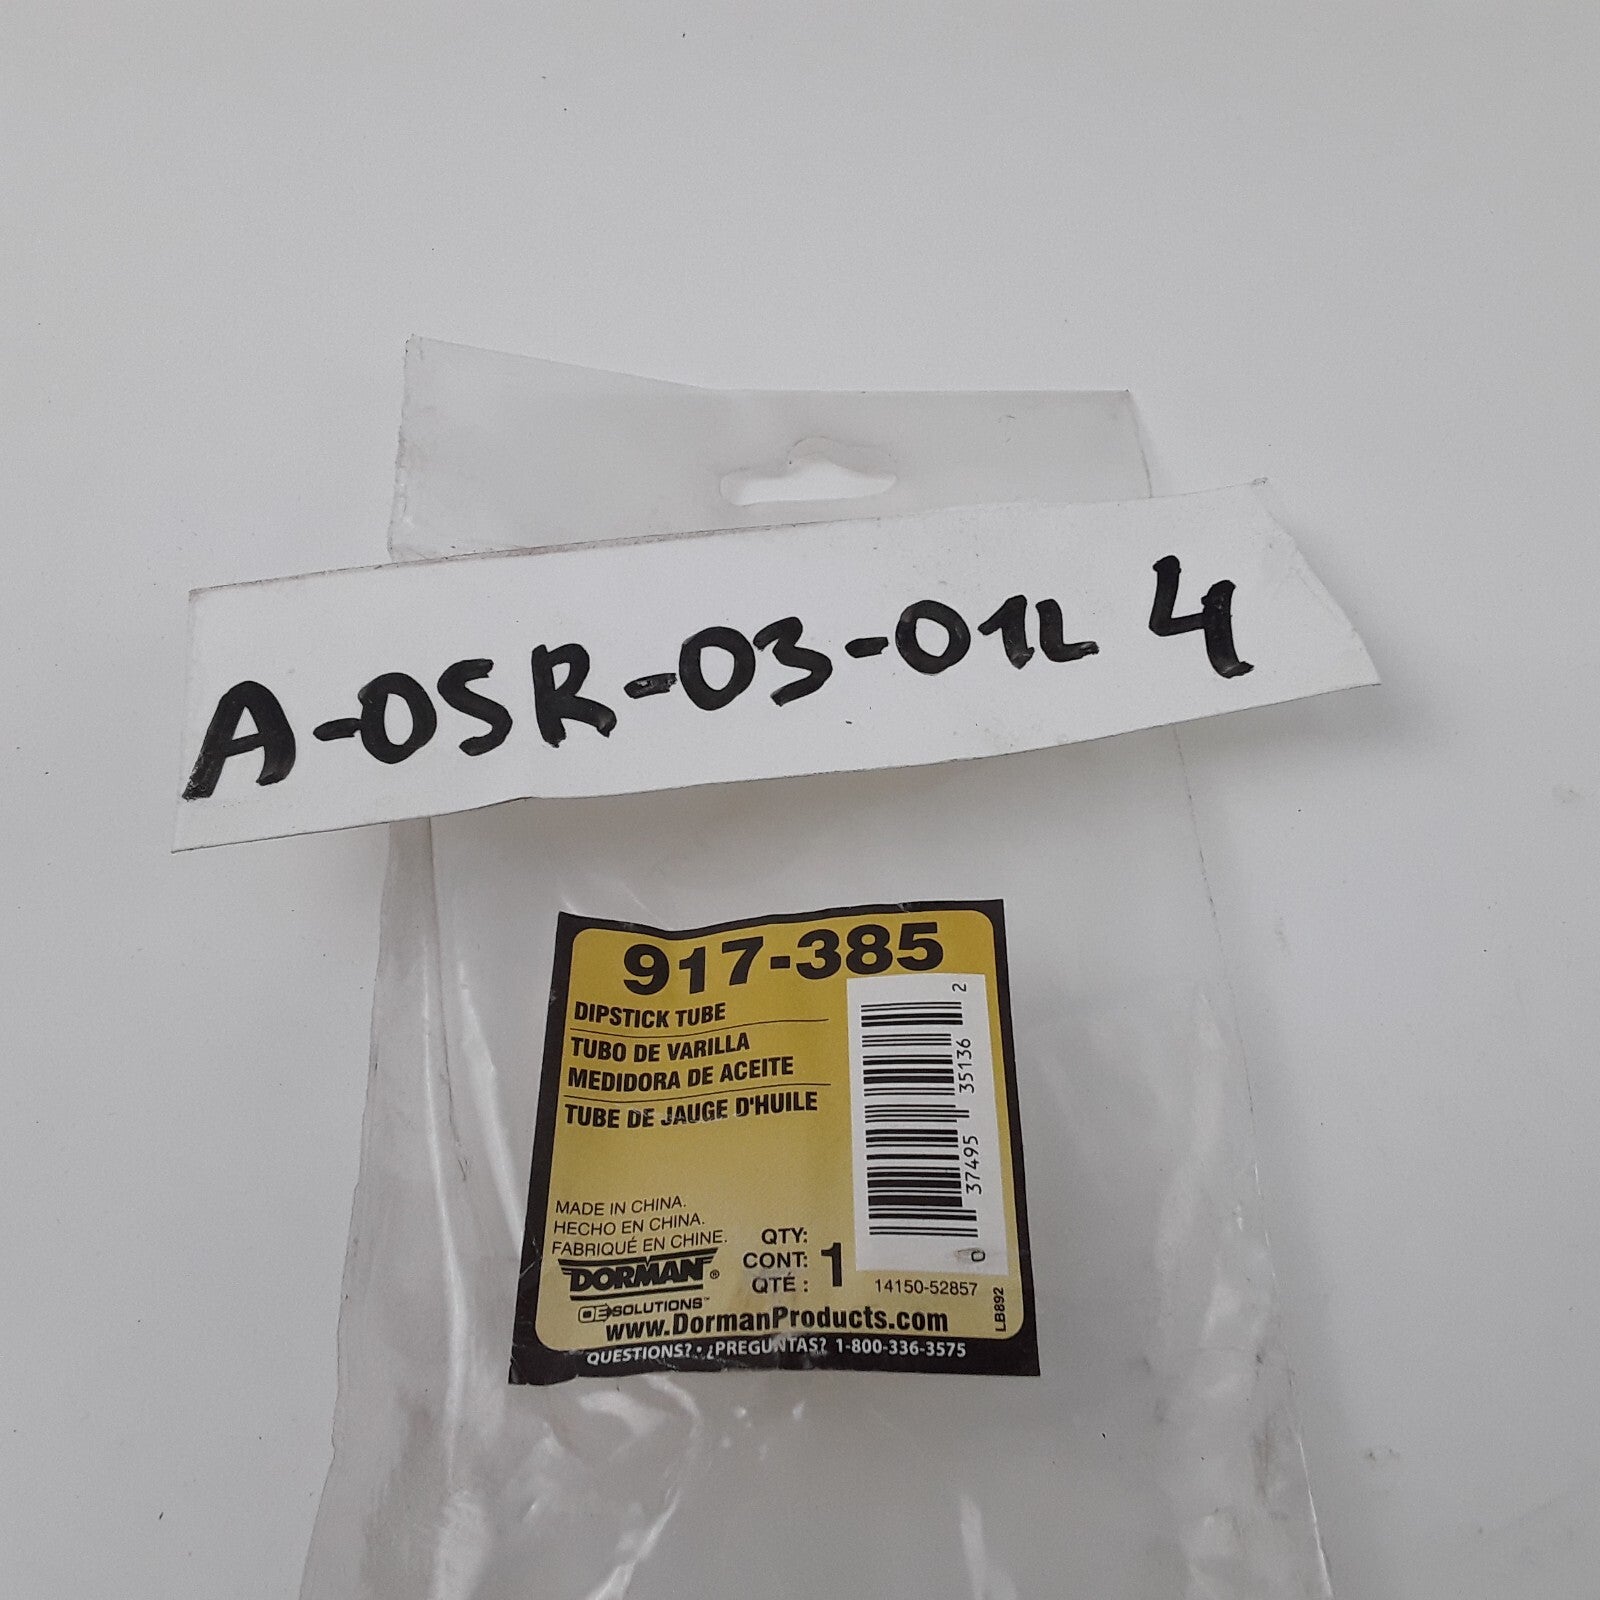 A-OSR-03-01L 4
917-385
DIPSTICK TUBE
TUBO DE VARILLA
MEDIDORA DE ACEITE
TUBE DE JAUGE D'HUILE
MADE IN CHINA.
HECHO EN CHINA.
FABRIQUÉ EN CHINE.
DORMAN®
OE SOLUTIONS™
QTY:
CONT:
QTÉ :
1
0 37495 35136 2
14150-52857
LB892
www.DormanProducts.com
QUESTIONS? • ¿PREGUNTAS? 1-800-336-3575